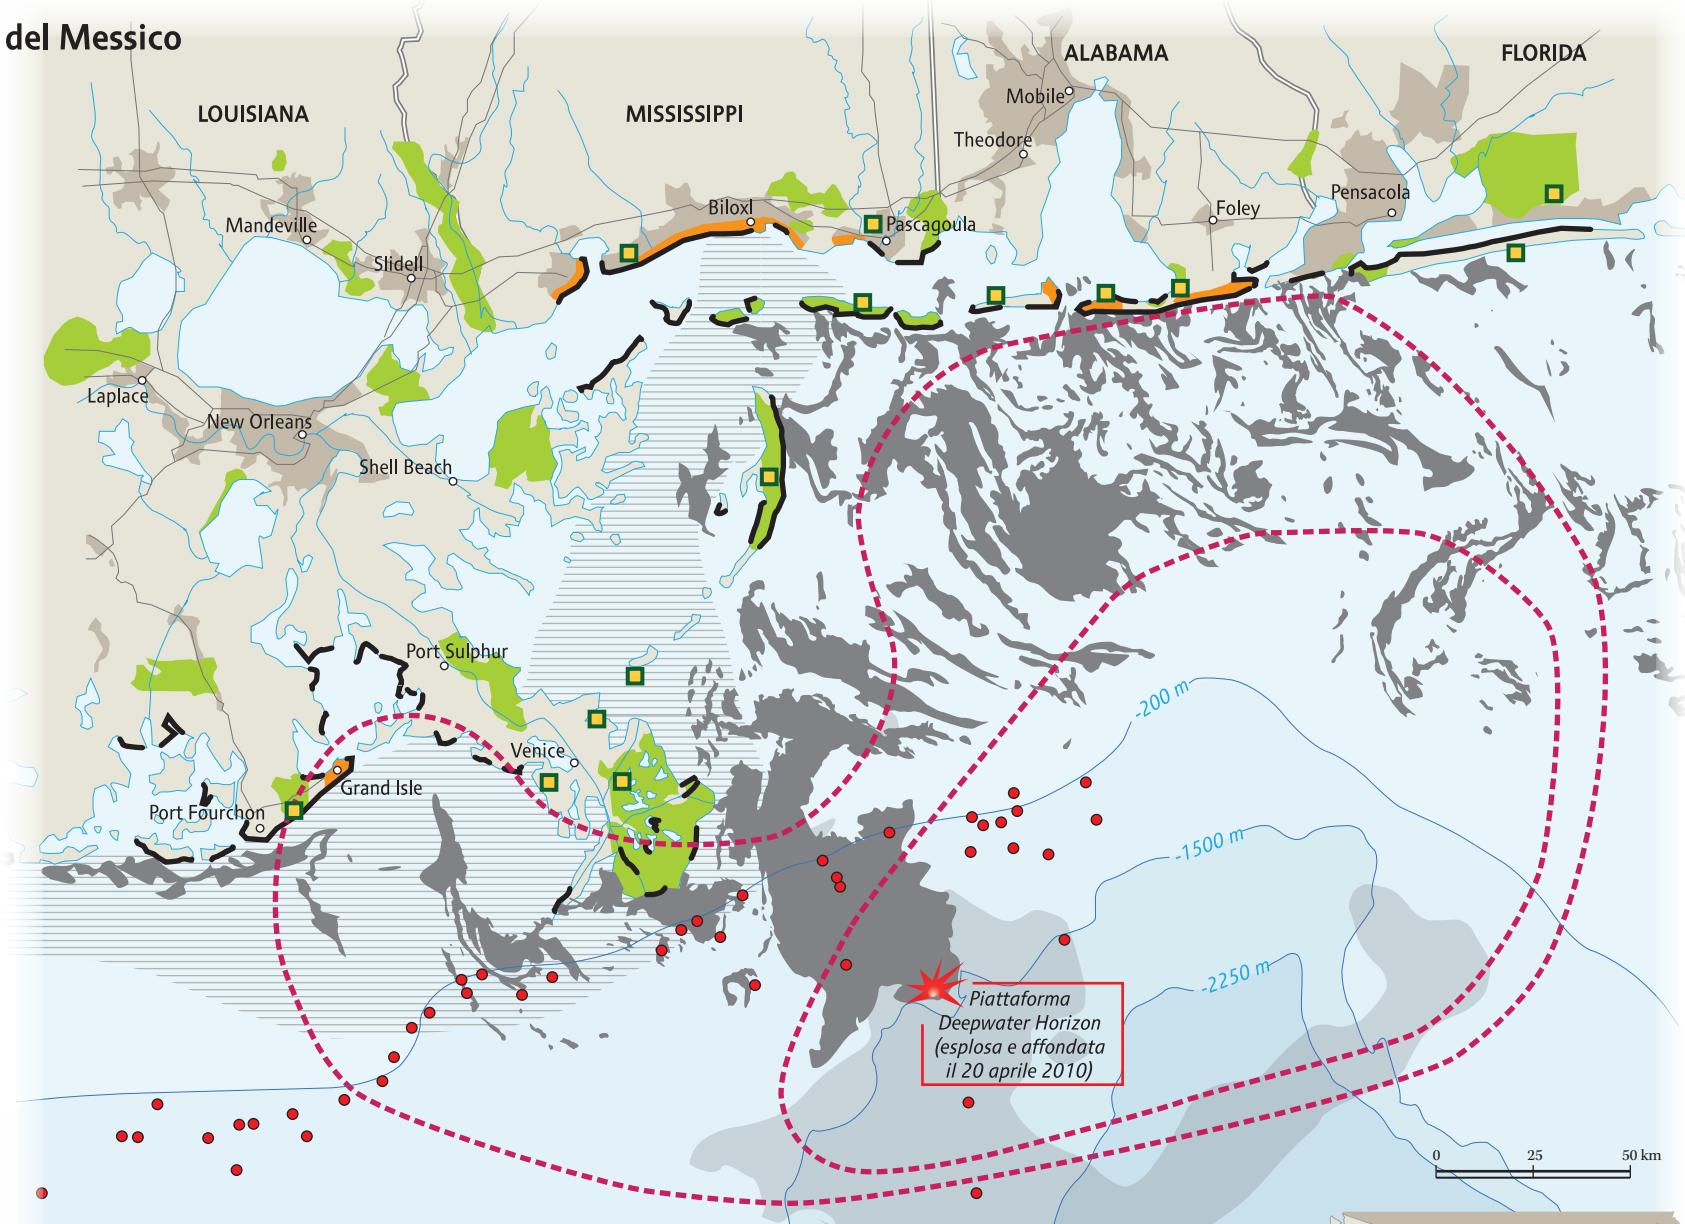 del Messico
ALABAMA
FLORIDA
LOUISIANA
MISSISSIPPI
Mobile
Theodore
Pensacola
Biloxl
Foley
Mandeville
Pascagoula
Slidell
Laplace
New Orleans
Shell Beach
Port Sulphur
-200 m
Venice
Grand Isle
Port Fourchon
-1500 m
-2250 m
Piattaforma
Deepwater Horizon
(esplosa e affondata
il 20 aprile 2010)
0 25 50 km